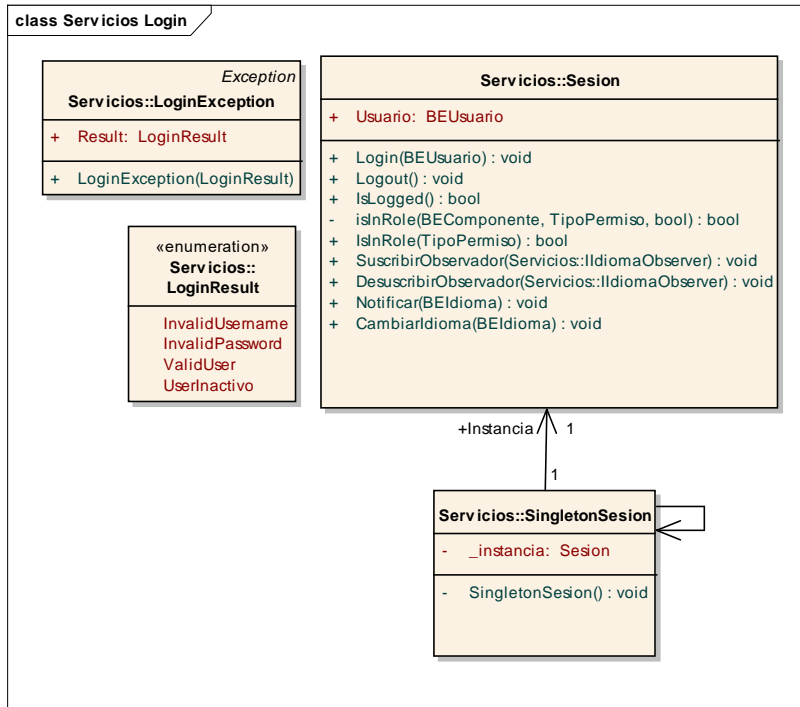 class Servicios Login
Exception
Servicios::LoginException
+ Result: LoginResult
+ LoginException(LoginResult)
«enumeration»
Servicios::
LoginResult
InvalidUsername
InvalidPassword
ValidUser
UserInactivo
Servicios::Sesion
+ Usuario: BEUsuario
+ Login(BEUsuario) : void
+ Logout() : void
+ IsLogged() : bool
- isInRole(BEComponente, TipoPermiso, bool) : bool
+ IsInRole(TipoPermiso) : bool
+ SuscribirObservador(Servicios::IIdiomaObserver) : void
+ DesuscribirObservador(Servicios::IIdiomaObserver) : void
+ Notificar(BEIdioma) : void
+ CambiarIdioma(BEIdioma) : void
+Instancia 1
1
Servicios::SingletonSesion
- _instancia: Sesion
- SingletonSesion() : void